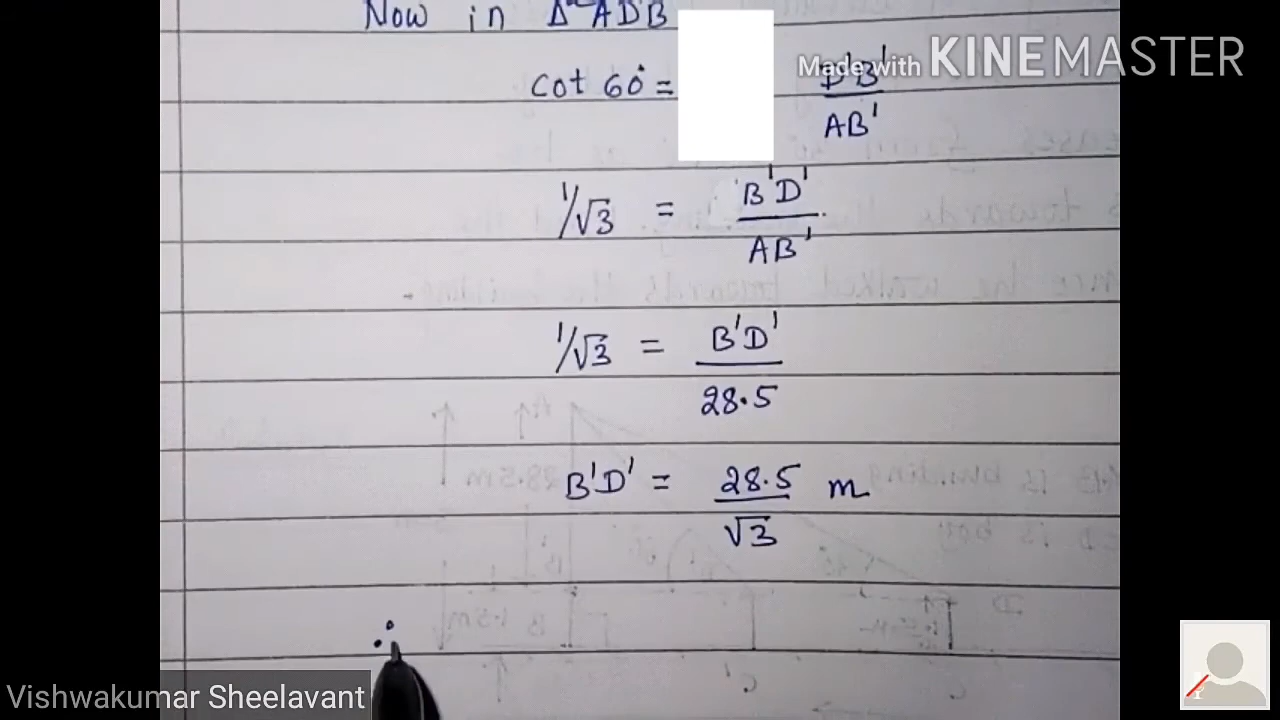 Now in Δ ADB
Made with KINEMASTER
cot 60° = D'B'/AB'
1/√3 = B'D'/AB'
1/√3 = B'D'/28.5
B'D' = 28.5/√3 m
∴
Vishwakumar Sheelavant